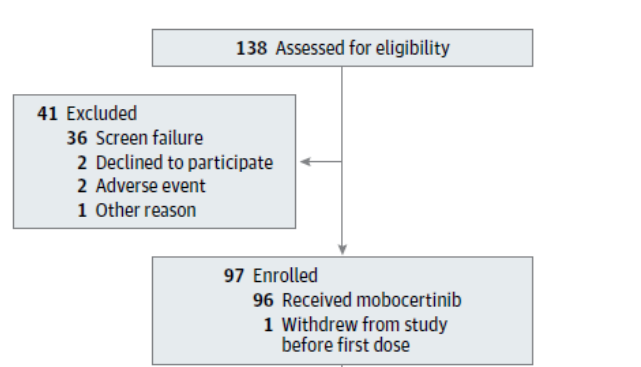 138 Assessed for eligibility
41 Excluded
36 Screen failure
2 Declined to participate
2 Adverse event
1 Other reason
97 Enrolled
96 Received mobocertinib
1 Withdrew from study
before first dose